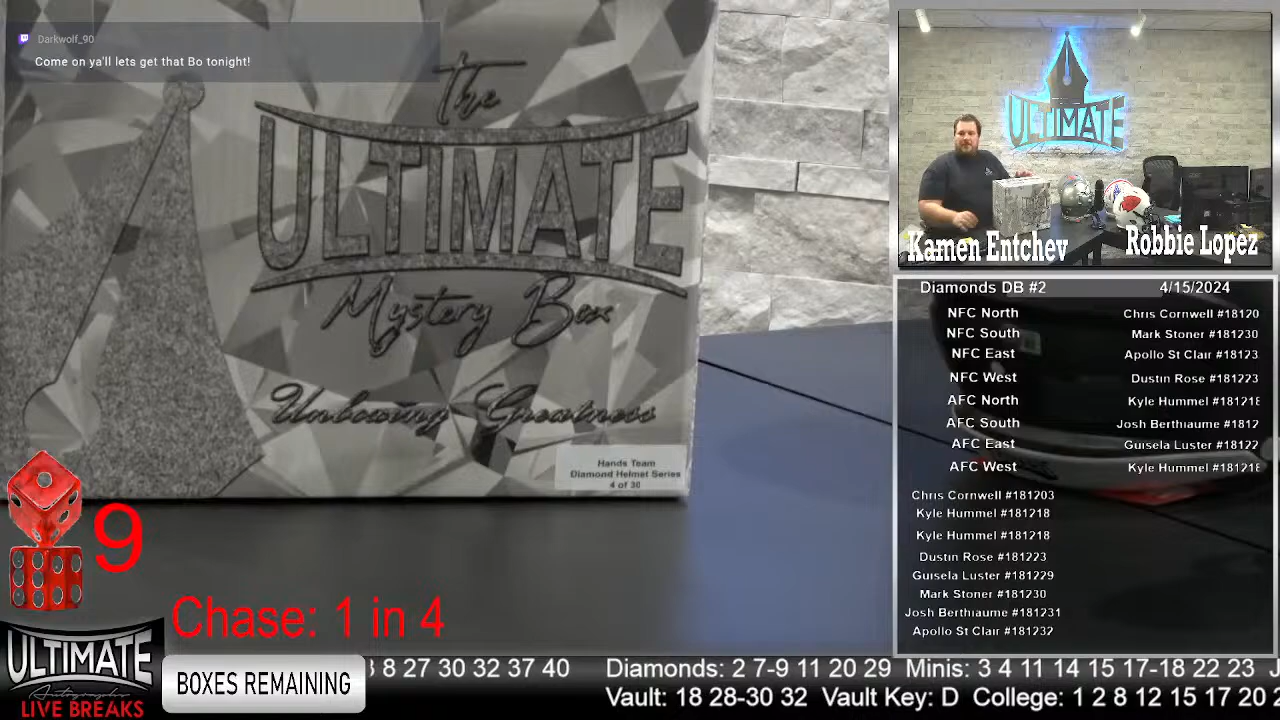 Darkwolf_90
Come on ya'll lets get that Bo tonight!
the
ULTIMATE
Mystery Box
Unboxing Greatness
Hands Team
Diamond Helmet Series
4 of 30
ULTIMATE
Kamen Entchev
Robbie Lopez
Diamonds DB #2 4/15/2024
NFC North Chris Cornwell #18120
NFC South Mark Stoner #181230
NFC East Apollo St Clair #18123
NFC West Dustin Rose #181223
AFC North Kyle Hummel #181218
AFC South Josh Berthiaume #1812
AFC East Guisela Luster #18122
AFC West Kyle Hummel #181218
Chris Cornwell #181203
Kyle Hummel #181218
Kyle Hummel #181218
Dustin Rose #181223
Guisela Luster #181229
Mark Stoner #181230
Josh Berthiaume #181231
Apollo St Clair #181232
9
Chase: 1 in 4
ULTIMATE
Autographs
LIVE BREAKS
BOXES REMAINING
8 27 30 32 37 40 Diamonds: 2 7-9 11 20 29 Minis: 3 4 11 14 15 17-18 22 23
Vault: 18 28-30 32 Vault Key: D College: 1 2 8 12 15 17 20